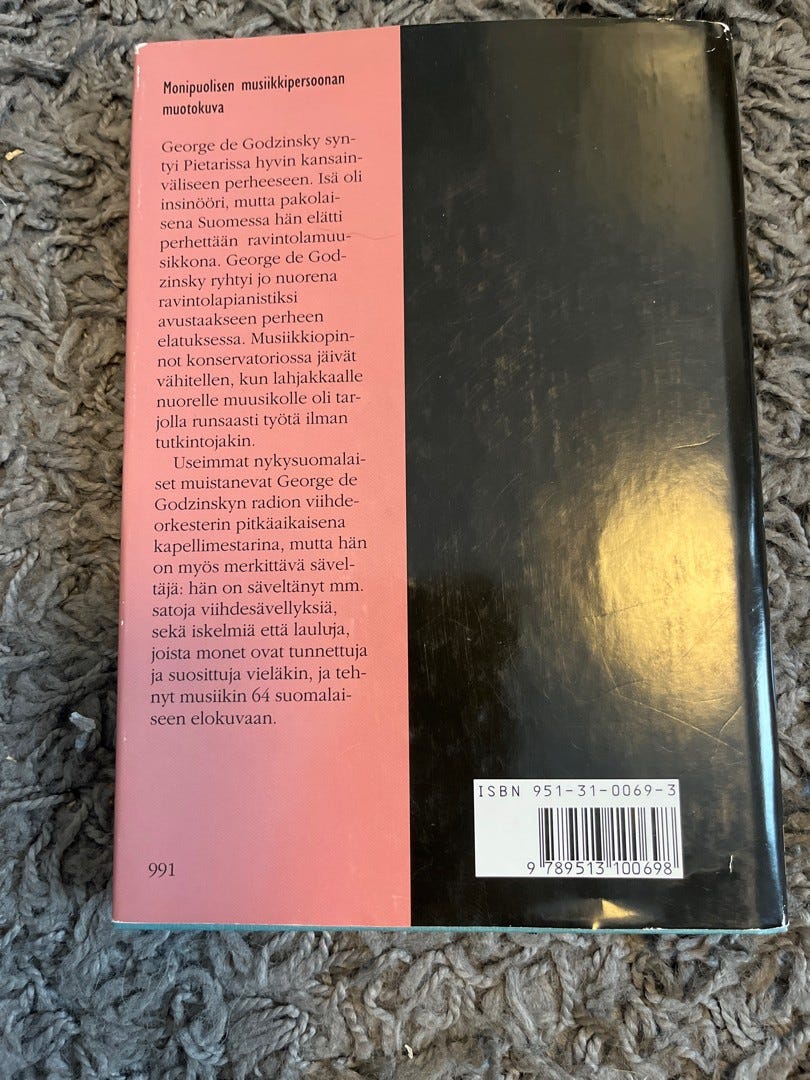 Monipuolisen musiikkipersoonan
muotokuva
George de Godzinsky syn-
tyi Pietarissa hyvin kansain-
väliseen perheeseen. Isä oli
insinööri, mutta pakolai-
sena Suomessa hän elätti
perhettään ravintolamuu-
sikkona. George de God-
zinsky ryhtyi jo nuorena
ravintolapianistiksi
avustaakseen perheen
elatuksessa. Musiikkiopin-
not konservatoriossa jäivät
vähitellen, kun lahjakkaalle
nuorelle muusikolle oli tar-
jolla runsaasti työtä ilman
tutkintojakin.
Useimmat nykysuomalai-
set muistanevat George de
Godzinskyn radion viihde-
orkesterin pitkäaikaisena
kapellimestarina, mutta hän
on myös merkittävä sävel-
täjä: hän on säveltänyt mm.
satoja viihdesävellyksiä,
sekä iskelmiä että lauluja,
joista monet ovat tunnettuja
ja suosittuja vieläkin, ja teh-
nyt musiikin 64 suomalai-
seen elokuvaan.
991
ISBN 951-31-0069-3
9 789513 100698